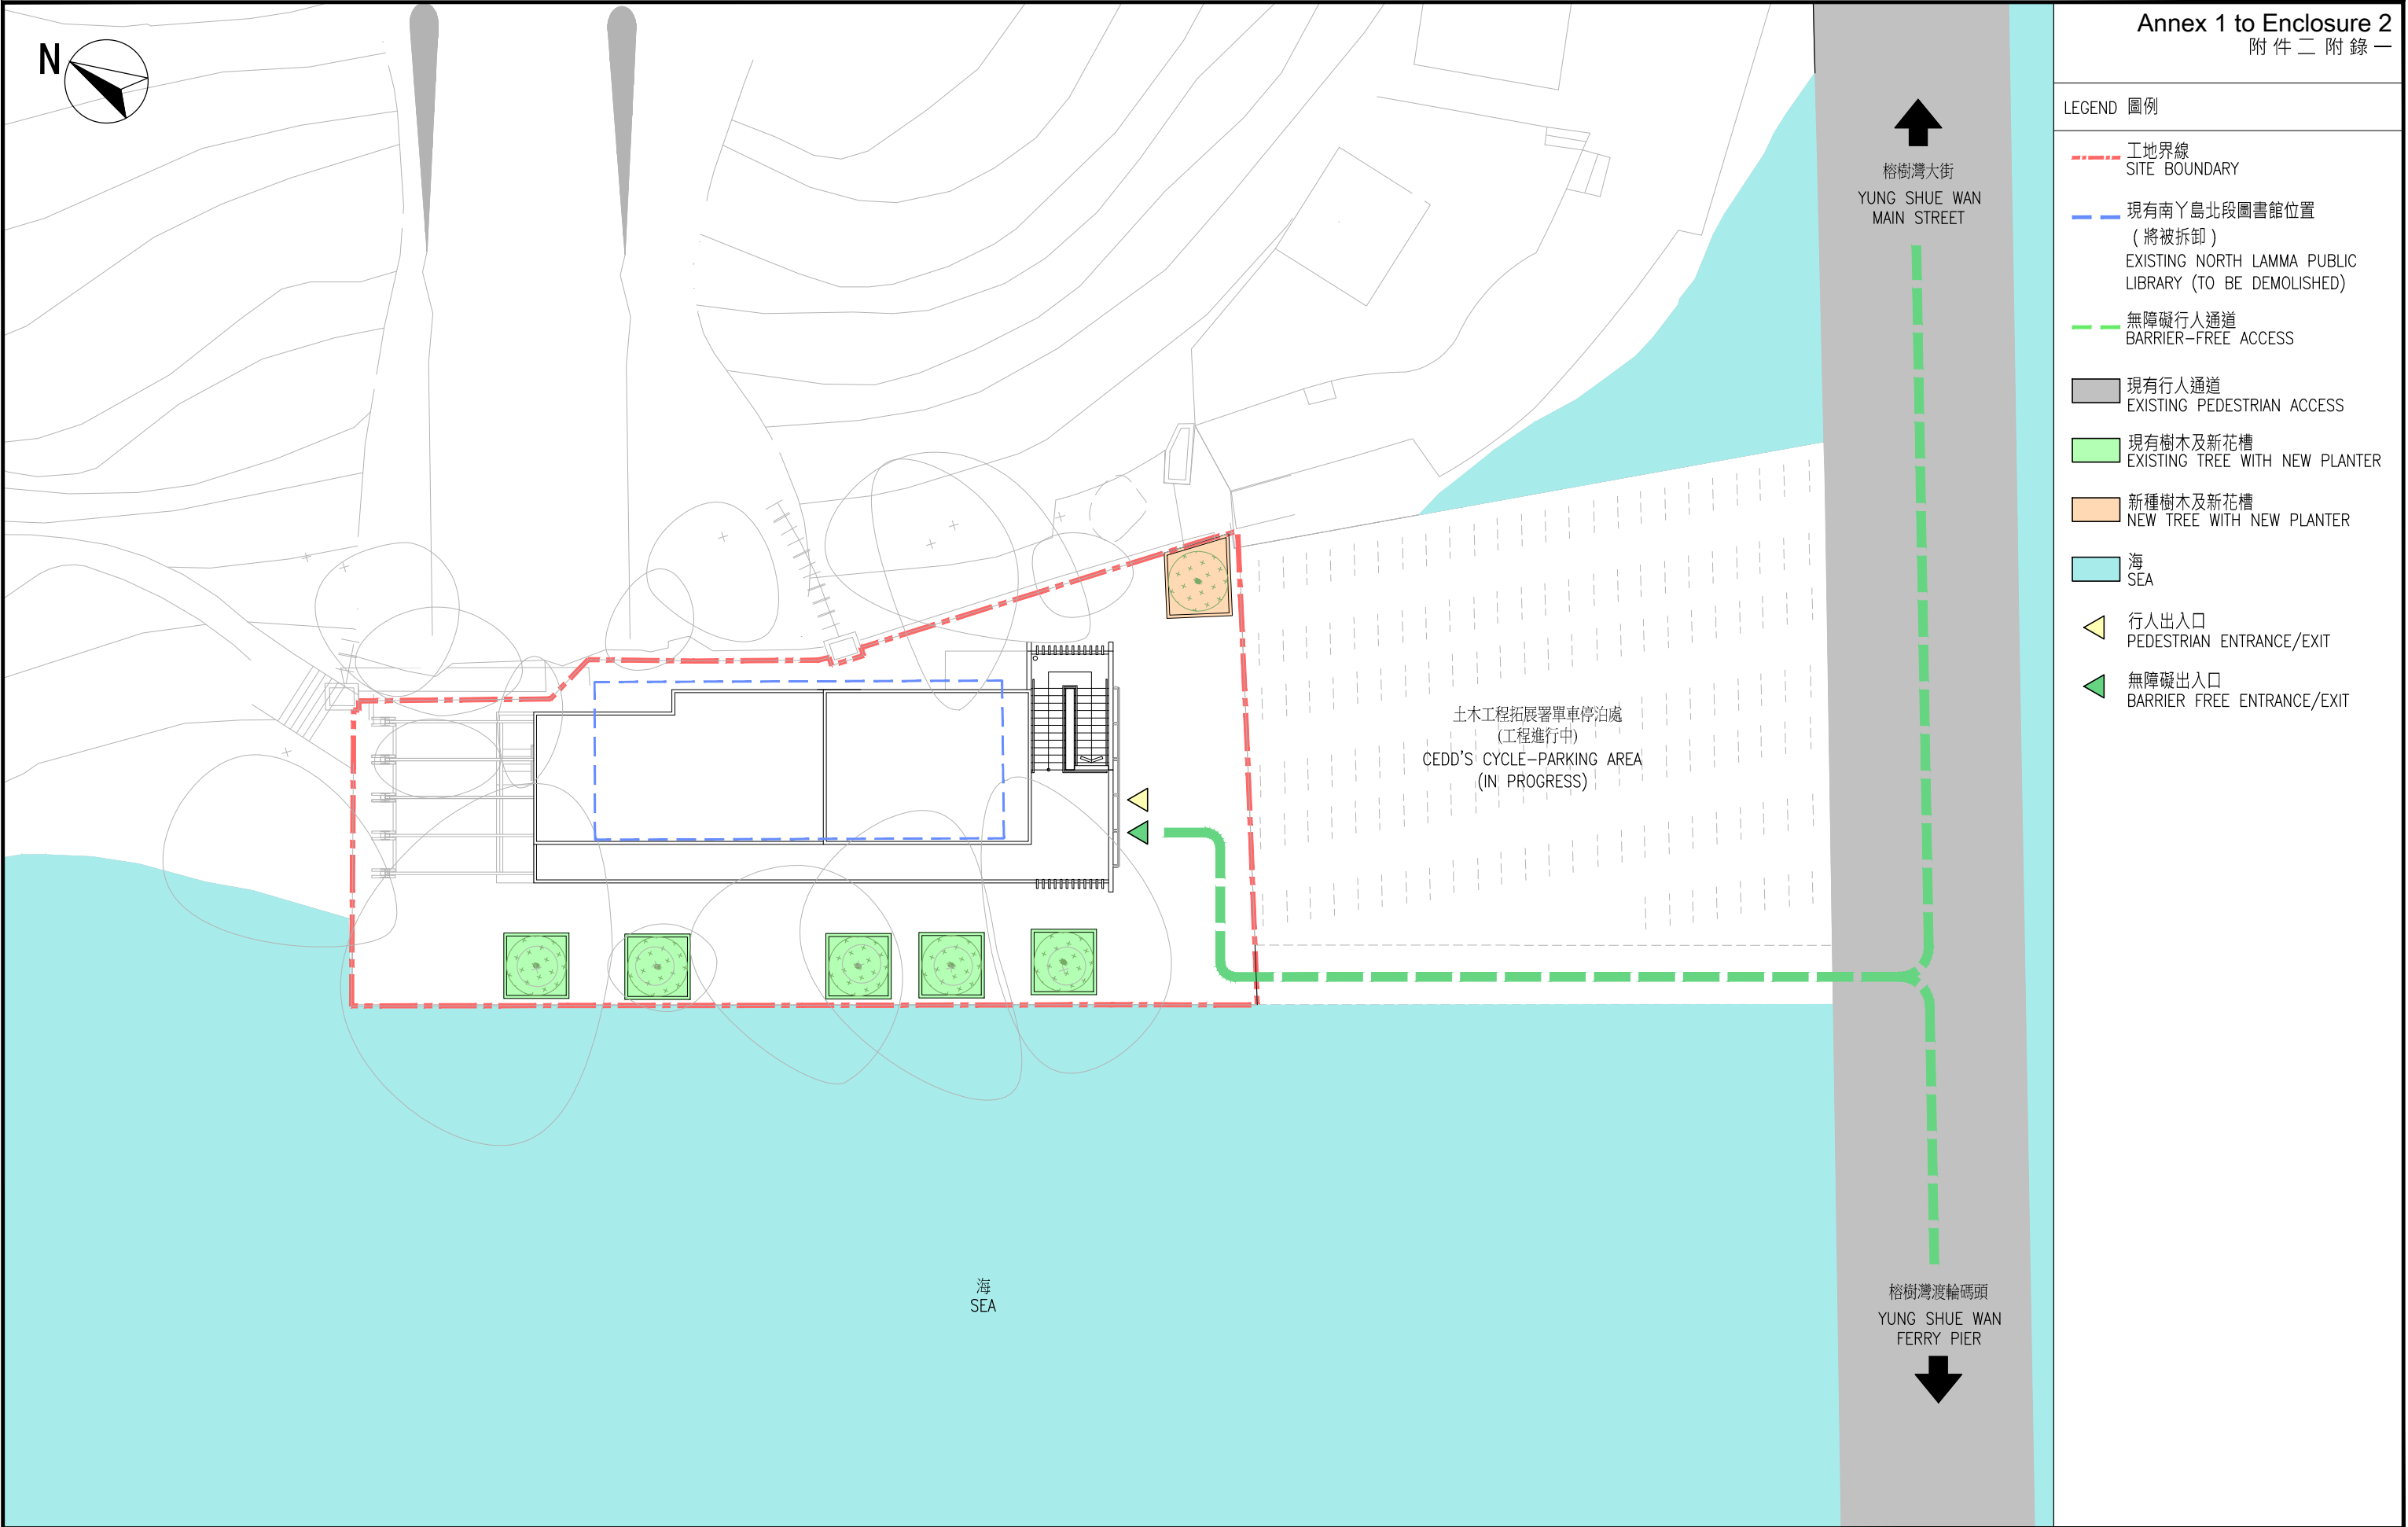 Annex 1 to Enclosure 2
附件二 附錄一
N
LEGEND 圖例
工地界線
SITE BOUNDARY
現有南丫島北段圖書館位置
(將被拆卸)
EXISTING NORTH LAMMA PUBLIC
LIBRARY (TO BE DEMOLISHED)
無障礙行人通道
BARRIER-FREE ACCESS
現有行人通道
EXISTING PEDESTRIAN ACCESS
現有樹木及新花槽
EXISTING TREE WITH NEW PLANTER
新種樹木及新花槽
NEW TREE WITH NEW PLANTER
海
SEA
行人出入口
PEDESTRIAN ENTRANCE/EXIT
無障礙出入口
BARRIER FREE ENTRANCE/EXIT
榕樹灣大街
YUNG SHUE WAN
MAIN STREET
土木工程拓展署單車停泊處
(工程進行中)
CEDD'S CYCLE-PARKING AREA
(IN PROGRESS)
海
SEA
榕樹灣渡輪碼頭
YUNG SHUE WAN
FERRY PIER